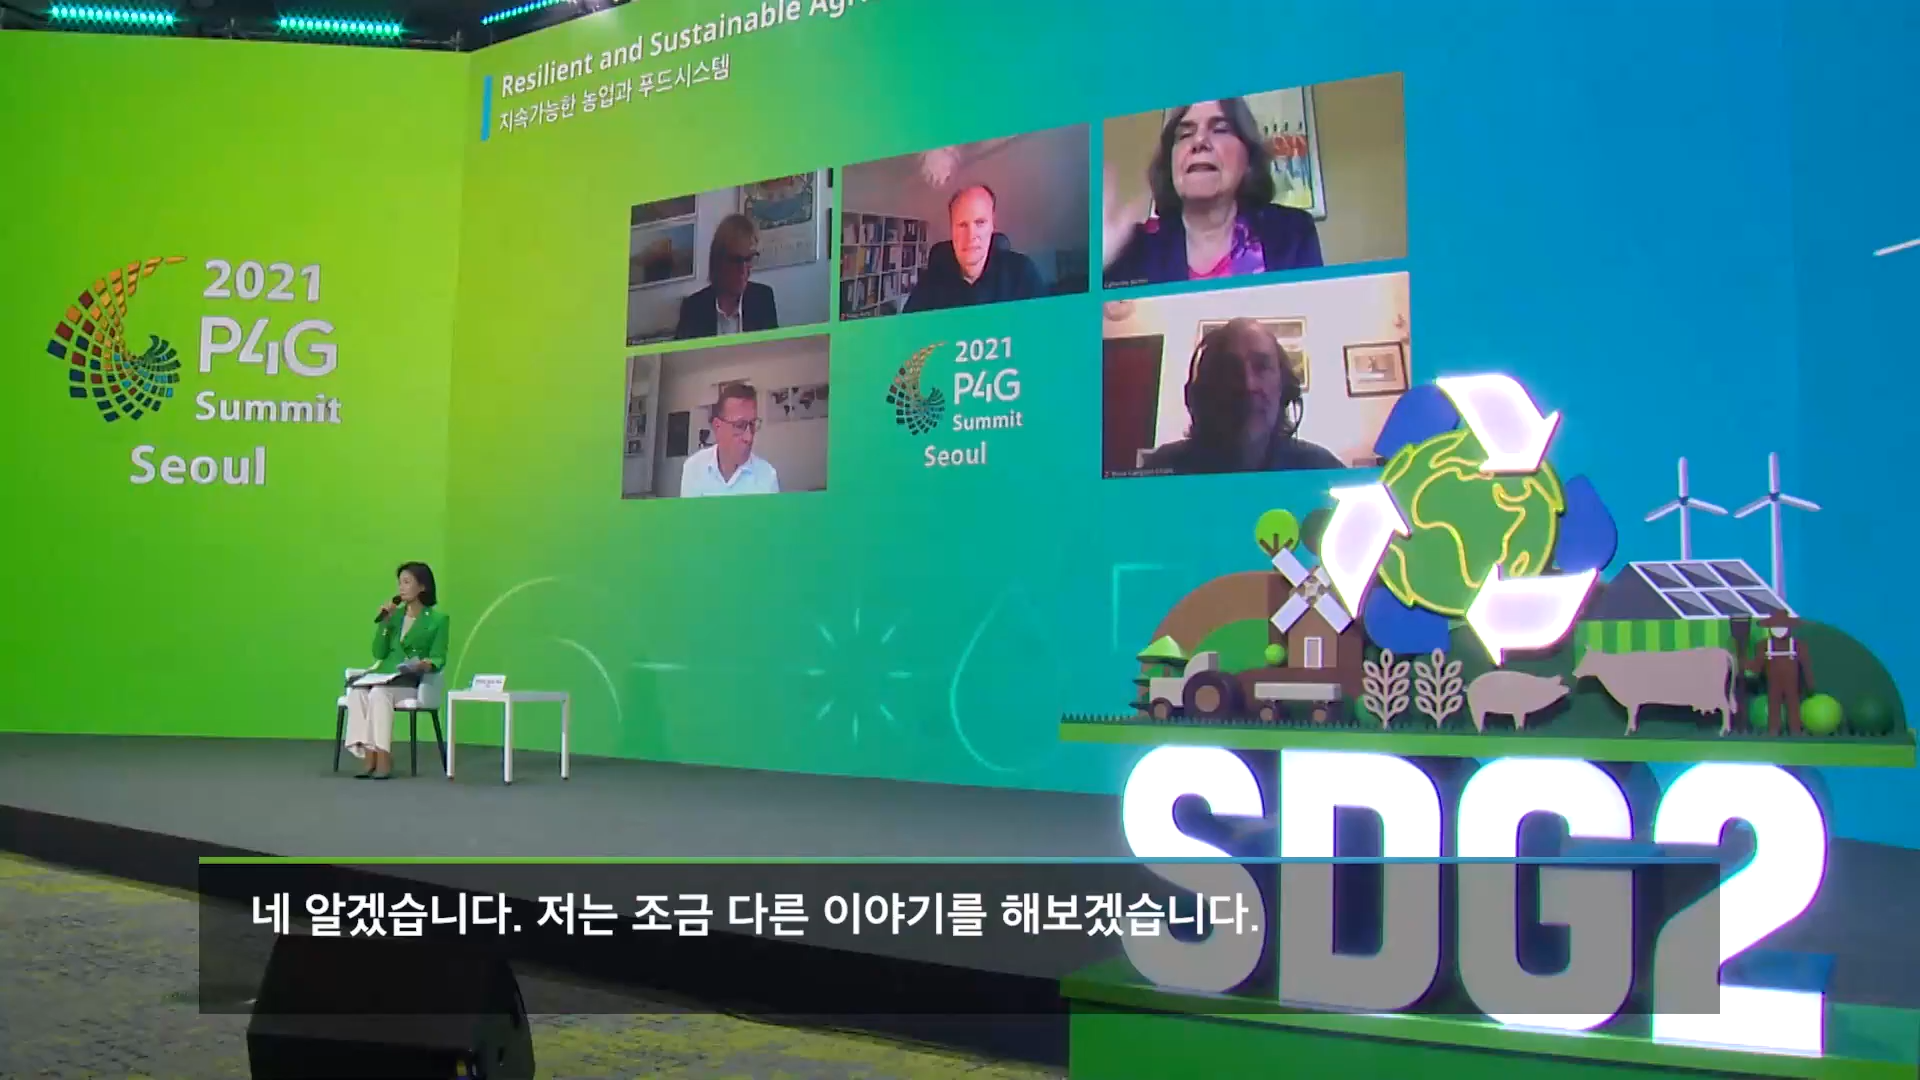 Resilient and Sustainable
지속가능한 농업과 푸드시스템
2021
P4G
Summit
Seoul
2021
P4G
Summit
Seoul
SDG2
네 알겠습니다. 저는 조금 다른 이야기를 해보겠습니다.